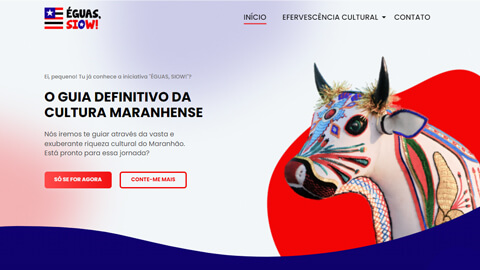 ÉGUAS,
SIOW!
INÍCIO
EFERVESCÊNCIA CULTURAL
CONTATO
Ei, pequeno! Tu já conhece a iniciativa "ÉGUAS, SIOW!"?
O GUIA DEFINITIVO DA
CULTURA MARANHENSE
Nós iremos te guiar através da vasta e
exuberante riqueza cultural do Maranhão.
Está pronto para essa jornada?
SÓ SE FOR AGORA
CONTE-ME MAIS